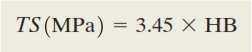 TS(MPa) = 3.45 × HB